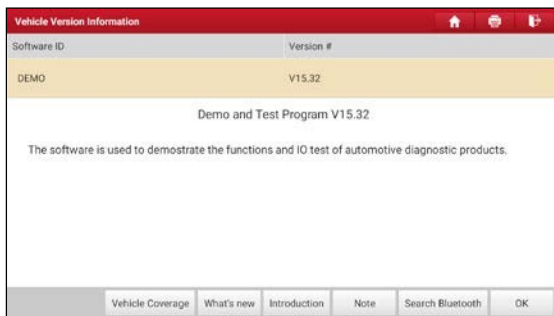 Vehicle Version Information
Software ID Version #
DEMO V15.32
Demo and Test Program V15.32
The software is used to demostrate the functions and IO test of automotive diagnostic products.
Vehicle Coverage What's new Introduction Note Search Bluetooth OK